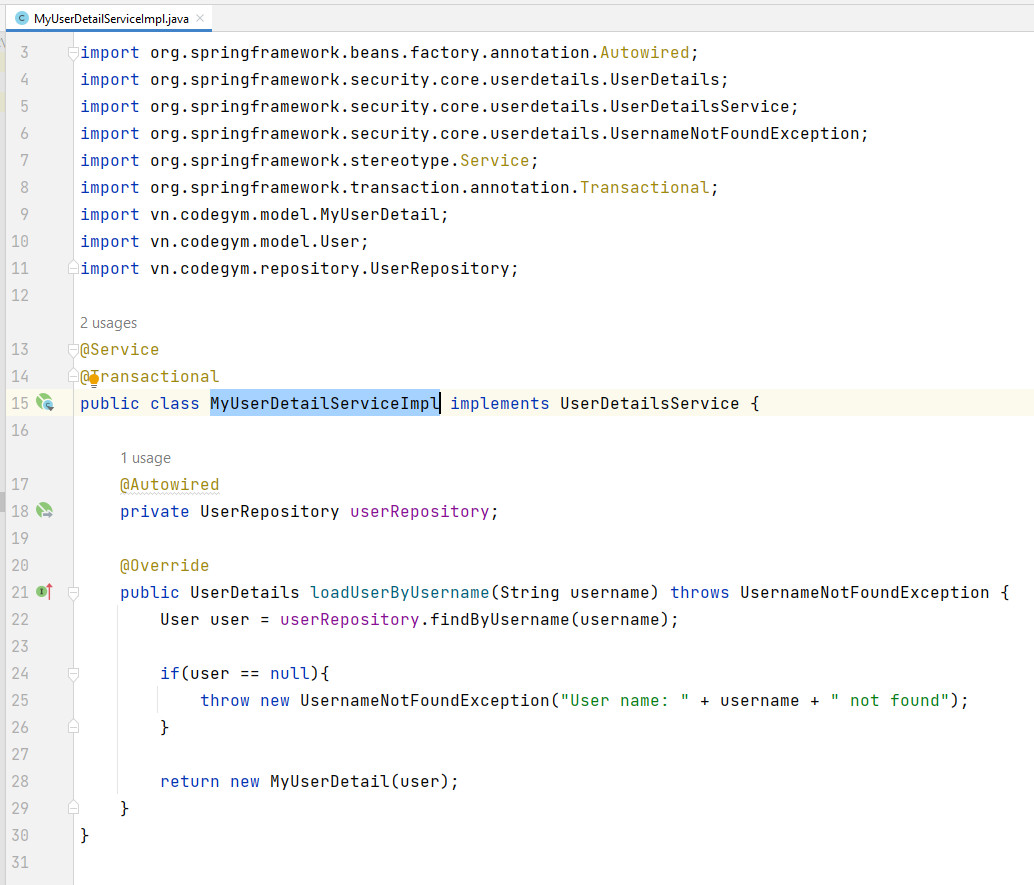 MyUserDetailServiceImpl.java
3 import org.springframework.beans.factory.annotation.Autowired;
4 import org.springframework.security.core.userdetails.UserDetails;
5 import org.springframework.security.core.userdetails.UserDetailsService;
6 import org.springframework.security.core.userdetails.UsernameNotFoundException;
7 import org.springframework.stereotype.Service;
8 import org.springframework.transaction.annotation.Transactional;
9 import vn.codegym.model.MyUserDetail;
10 import vn.codegym.model.User;
11 import vn.codegym.repository.UserRepository;
12
2 usages
13 @Service
14 @Transactional
15 public class MyUserDetailServiceImpl implements UserDetailsService {
16
1 usage
17 @Autowired
18 private UserRepository userRepository;
19
20 @Override
21 public UserDetails loadUserByUsername(String username) throws UsernameNotFoundException {
22 User user = userRepository.findByUsername(username);
23
24 if(user == null){
25 throw new UsernameNotFoundException("User name: " + username + " not found");
26 }
27
28 return new MyUserDetail(user);
29 }
30 }
31